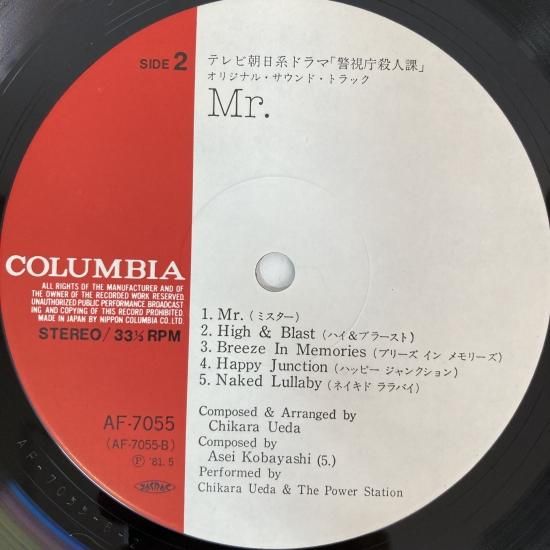 SIDE 2
テレビ朝日系ドラマ「警視庁殺人課」
オリジナル・サウンド・トラック
Mr.
COLUMBIA
ALL RIGHTS OF THE MANUFACTURER AND OF
THE OWNER OF THE RECORDED WORK RESERVED.
UNAUTHORIZED PUBLIC PERFORMANCE BROADCAST
ING AND COPYING OF THIS RECORD PROHIBITED.
MADE IN JAPAN BY NIPPON COLUMBIA CO. LTD.
STEREO/33⅓ RPM
1. Mr. (ミスター)
2. High & Blast (ハイ&ブラースト)
3. Breeze In Memories (ブリーズ イン メモリーズ)
4. Happy Junction (ハッピー ジャンクション)
5. Naked Lullaby (ネイキド ララバイ)
AF-7055
(AF-7055-B)
Ⓟ '81. 5
JASRAC
Composed & Arranged by
Chikara Ueda
Composed by
Asei Kobayashi (5.)
Performed by
Chikara Ueda & The Power Station
AF-7055-B